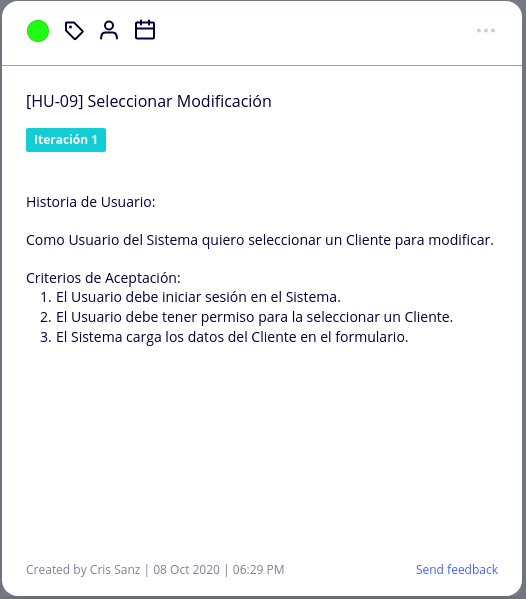 [HU-09] Seleccionar Modificación
Iteración 1
Historia de Usuario:
Como Usuario del Sistema quiero seleccionar un Cliente para modificar.
Criterios de Aceptación:
1. El Usuario debe iniciar sesión en el Sistema.
2. El Usuario debe tener permiso para la seleccionar un Cliente.
3. El Sistema carga los datos del Cliente en el formulario.
Created by Cris Sanz | 08 Oct 2020 | 06:29 PM
Send feedback